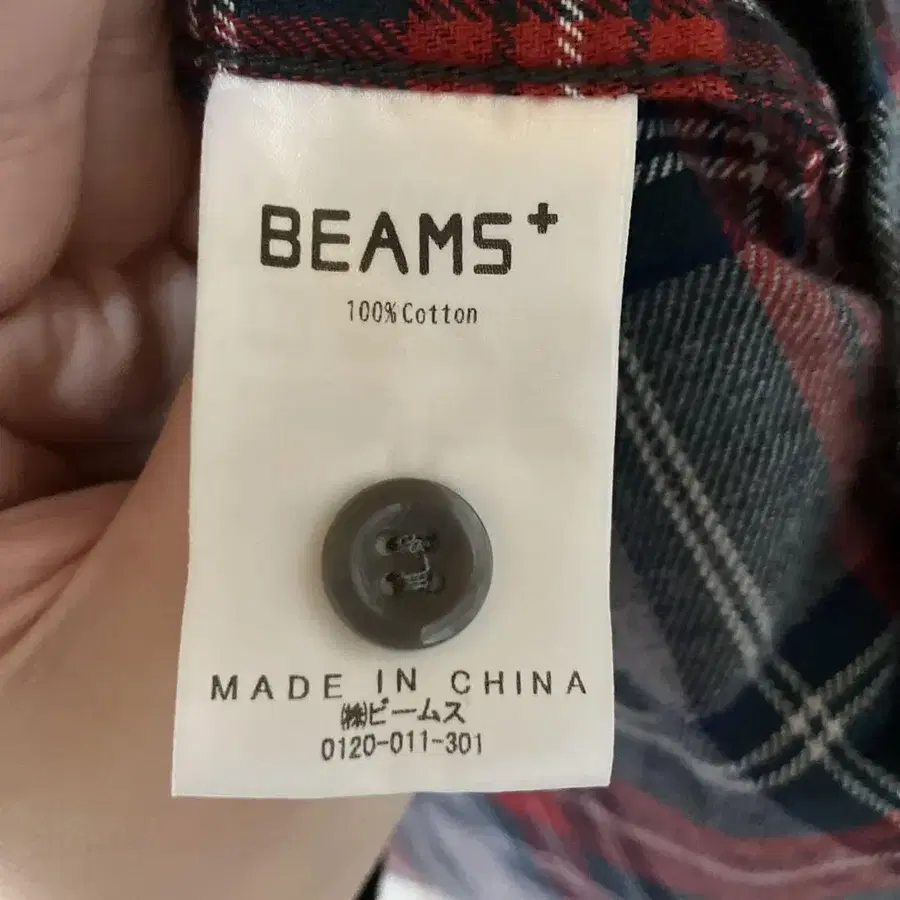 BEAMS+
100%Cotton
MADE IN CHINA
㈱ビームス
0120-011-301